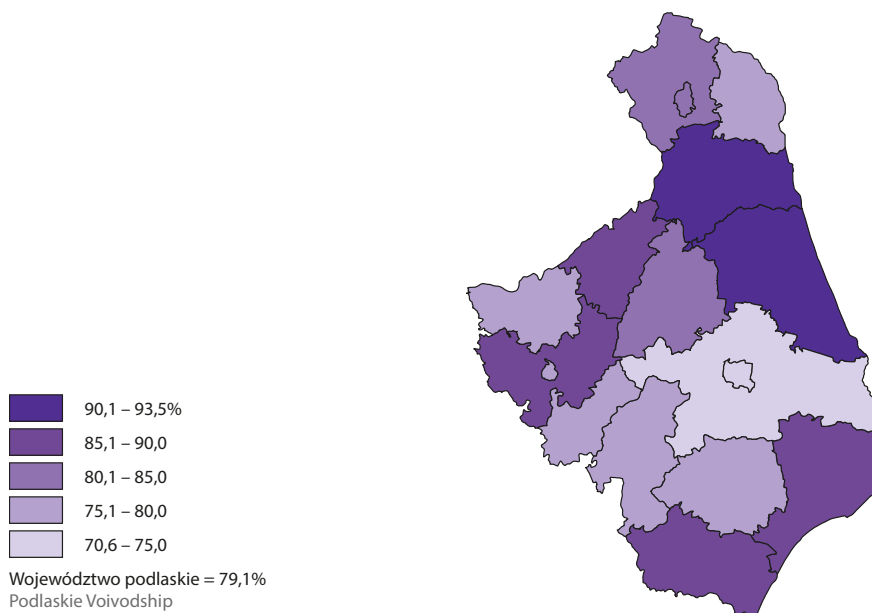 90,1 – 93,5%
85,1 – 90,0
80,1 – 85,0
75,1 – 80,0
70,6 – 75,0
Województwo podlaskie = 79,1%
Podlaskie Voivodship